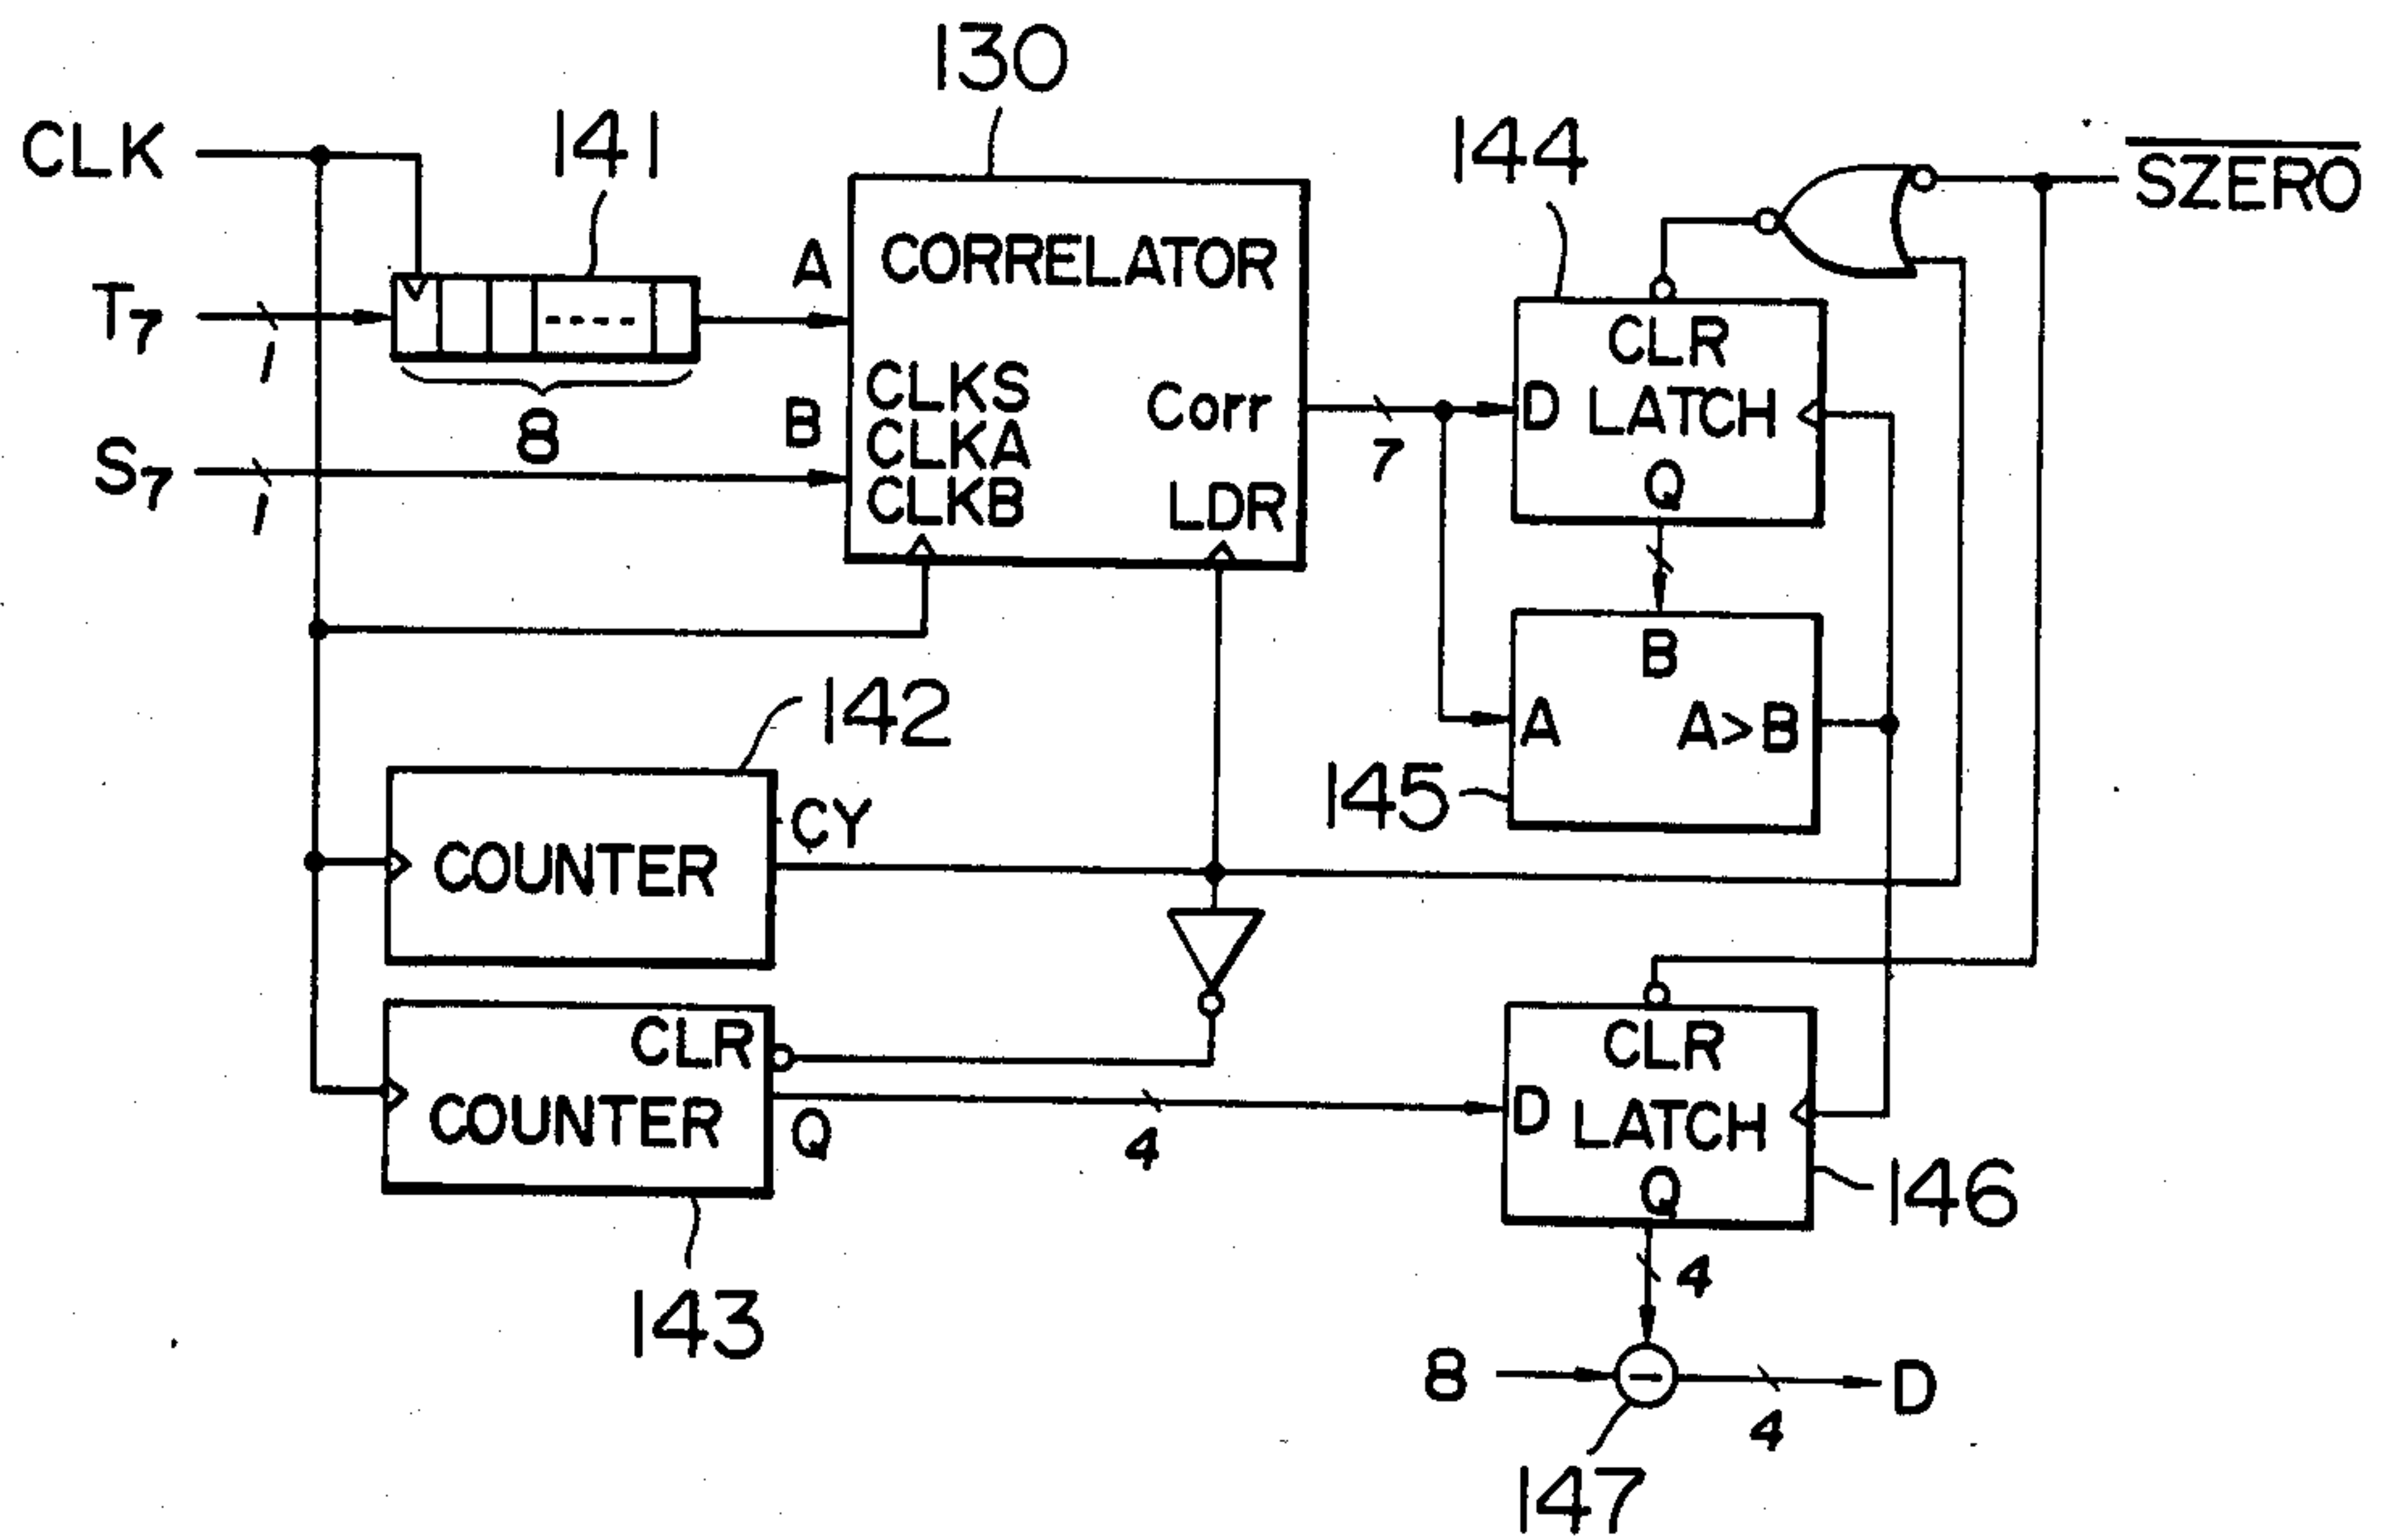 130
CLK
141
144
SZERO
A
CORRELATOR
T7
1
CLR
CLKS
Corr
D LATCH
8
B
CLKA
7
S7
1
CLKB
LDR
Q
B
142
A
A>B
145
CY
COUNTER
CLR
CLR
COUNTER
Q
4
D LATCH
Q
146
143
4
8
–
D
4
147